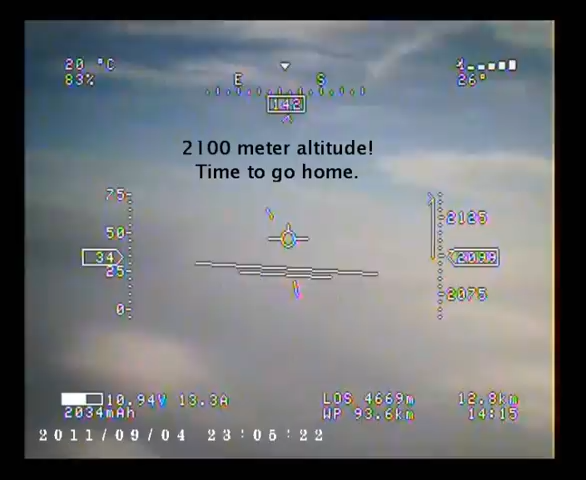 20 °C
83%
E S
26°
142
2100 meter altitude!
Time to go home.
75
50
34
25
0
2125
2099
2075
10.94V 13.3A
2034mAh
LOS 4669m
WP 93.6km
12.8km
14:15
2011/09/04 23:05:22